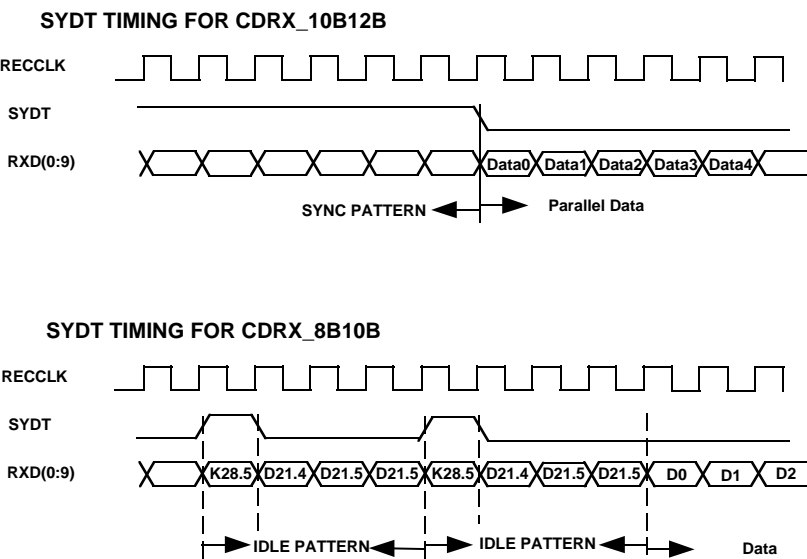 SYDT TIMING FOR CDRX_10B12B
RECCLK
SYDT
RXD(0:9)
Data0 Data1 Data2 Data3 Data4
SYNC PATTERN Parallel Data
SYDT TIMING FOR CDRX_8B10B
RECCLK
SYDT
RXD(0:9)
K28.5 D21.4 D21.5 D21.5 K28.5 D21.4 D21.5 D21.5 D0 D1 D2
IDLE PATTERN IDLE PATTERN Data